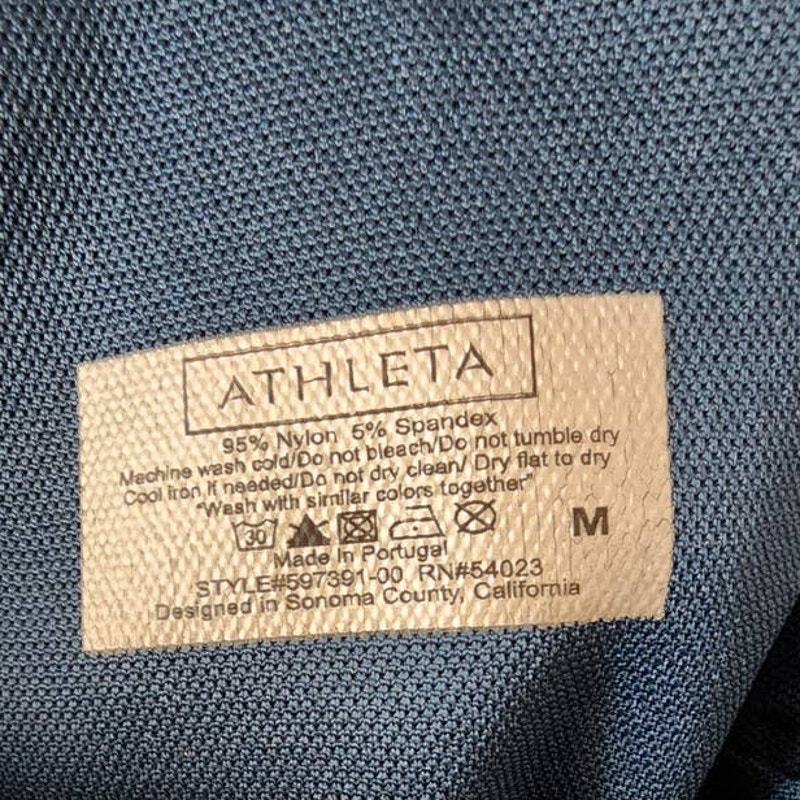 ATHLETA
95% Nylon 5% Spandex
Machine wash cold/Do not bleach/Do not tumble dry
Cool iron if needed/Do not dry clean/ Dry flat to dry
"Wash with similar colors together"
30
M
Made In Portugal
STYLE#597391-00 RN#54023
Designed in Sonoma County, California